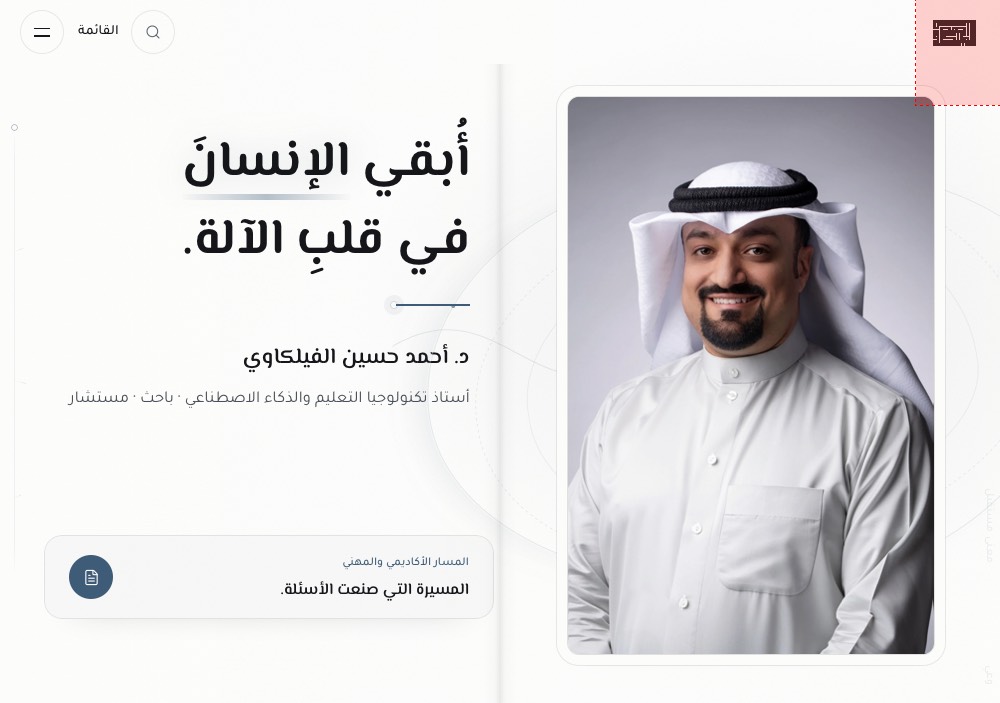 القائمة
أُبقي الإنسانَ
في قلبِ الآلة.
د. أحمد حسين الفيلكاوي
أستاذ تكنولوجيا التعليم والذكاء الاصطناعي · باحث · مستشار
المسار الأكاديمي والمهني
المسيرة التي صنعت الأسئلة.